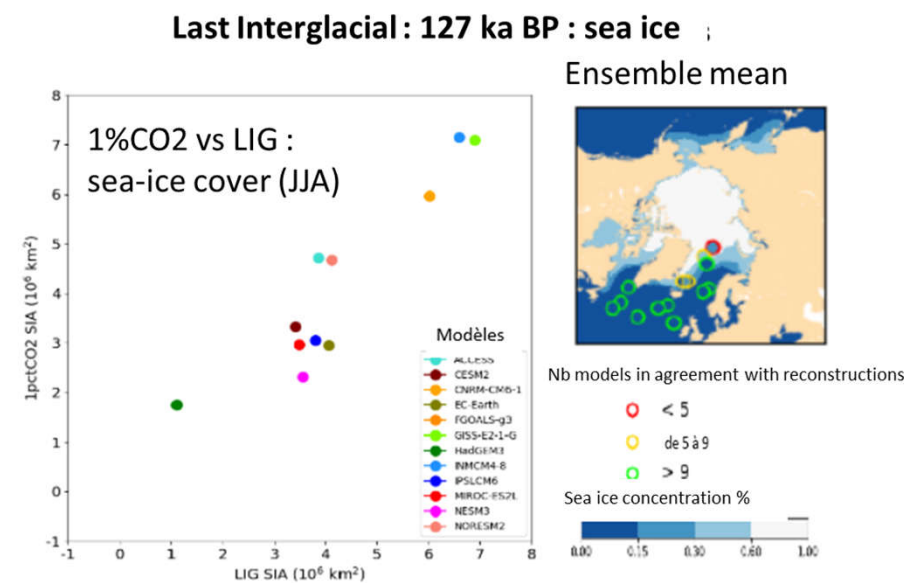 Last Interglacial : 127 ka BP : sea ice
Ensemble mean
1%CO2 vs LIG :
sea-ice cover (JJA)
8
7
6
5
4
3
2
1
0
-1
1pctCO2 SIA (10⁶ km²)
-1 0 1 2 3 4 5 6 7 8
LIG SIA (10⁶ km²)
Modèles
ACCESS
CESM2
CNRM-CM6-1
EC-Earth
FGOALS-g3
GISS-E2-1-G
HadGEM3
INMCM4-8
IPSLCM6
MIROC-ES2L
NESM3
NORESM2
Nb models in agreement with reconstructions
< 5
de 5 à 9
> 9
Sea ice concentration %
0.00 0.15 0.30 0.60 1.00